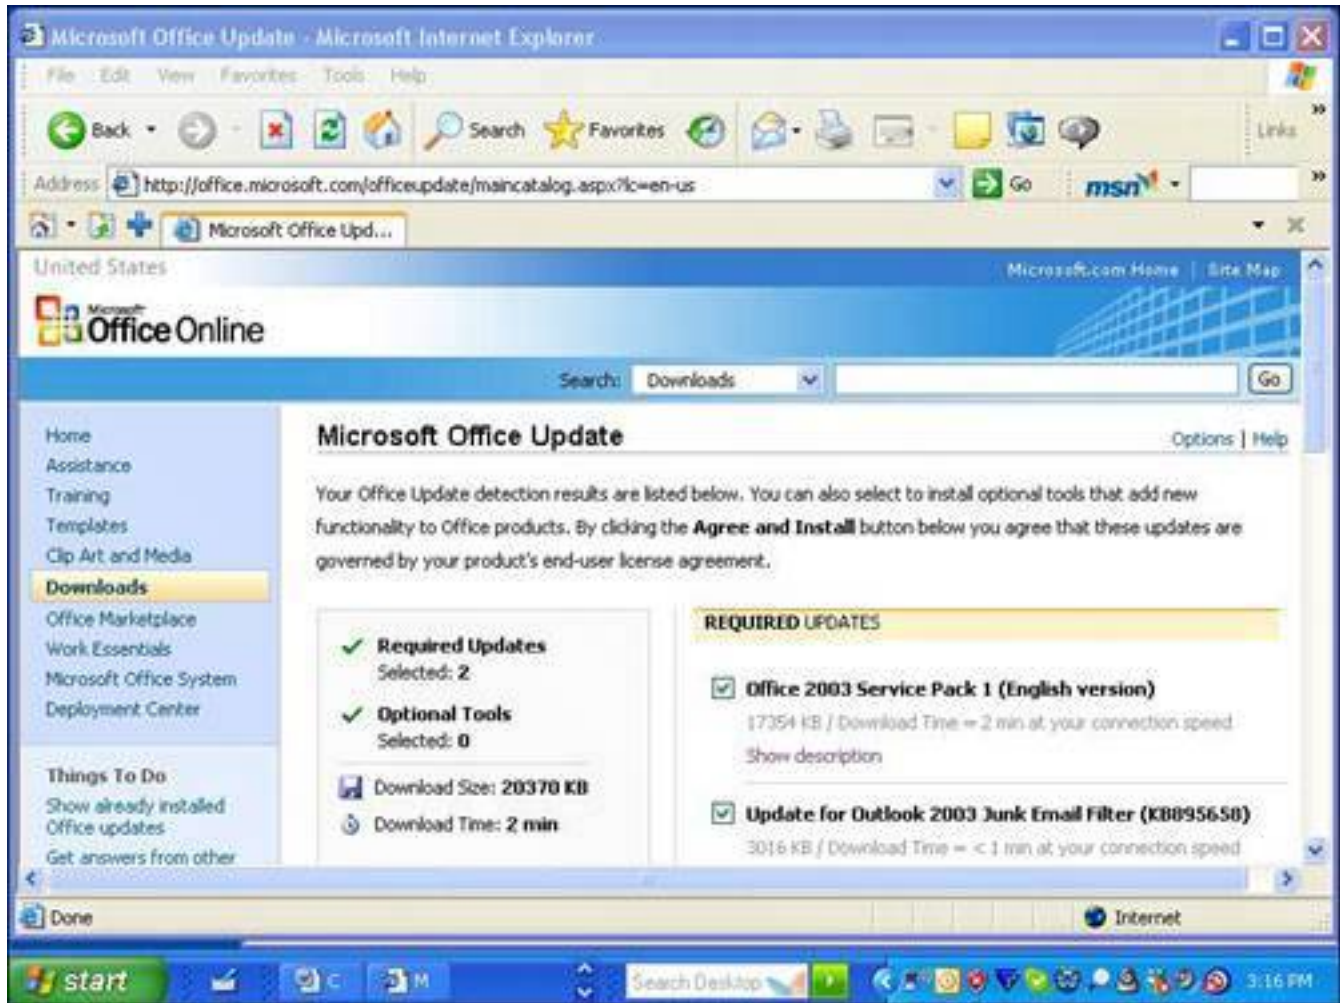 Microsoft Office Update - Microsoft Internet Explorer
File Edit View Favorites Tools Help
Back Search Favorites Links
Address http://office.microsoft.com/officeupdate/maincatalog.aspx?lc=en-us Go msn
Microsoft Office Upd...
United States Microsoft.com Home | Site Map
Microsoft
Office Online
Search: Downloads Go
Home
Assistance
Training
Templates
Clip Art and Media
Downloads
Office Marketplace
Work Essentials
Microsoft Office System
Deployment Center
Things To Do
Show already installed
Office updates
Get answers from other
Microsoft Office Update
Options | Help
Your Office Update detection results are listed below. You can also select to install optional tools that add new
functionality to Office products. By clicking the Agree and Install button below you agree that these updates are
governed by your product's end-user license agreement.
Required Updates
Selected: 2
Optional Tools
Selected: 0
Download Size: 20370 KB
Download Time: 2 min
REQUIRED UPDATES
Office 2003 Service Pack 1 (English version)
17354 KB / Download Time = 2 min at your connection speed
Show description
Update for Outlook 2003 Junk Email Filter (KB895658)
3016 KB / Download Time = < 1 min at your connection speed
Done Internet
start C M Search Desktop 3:16 PM